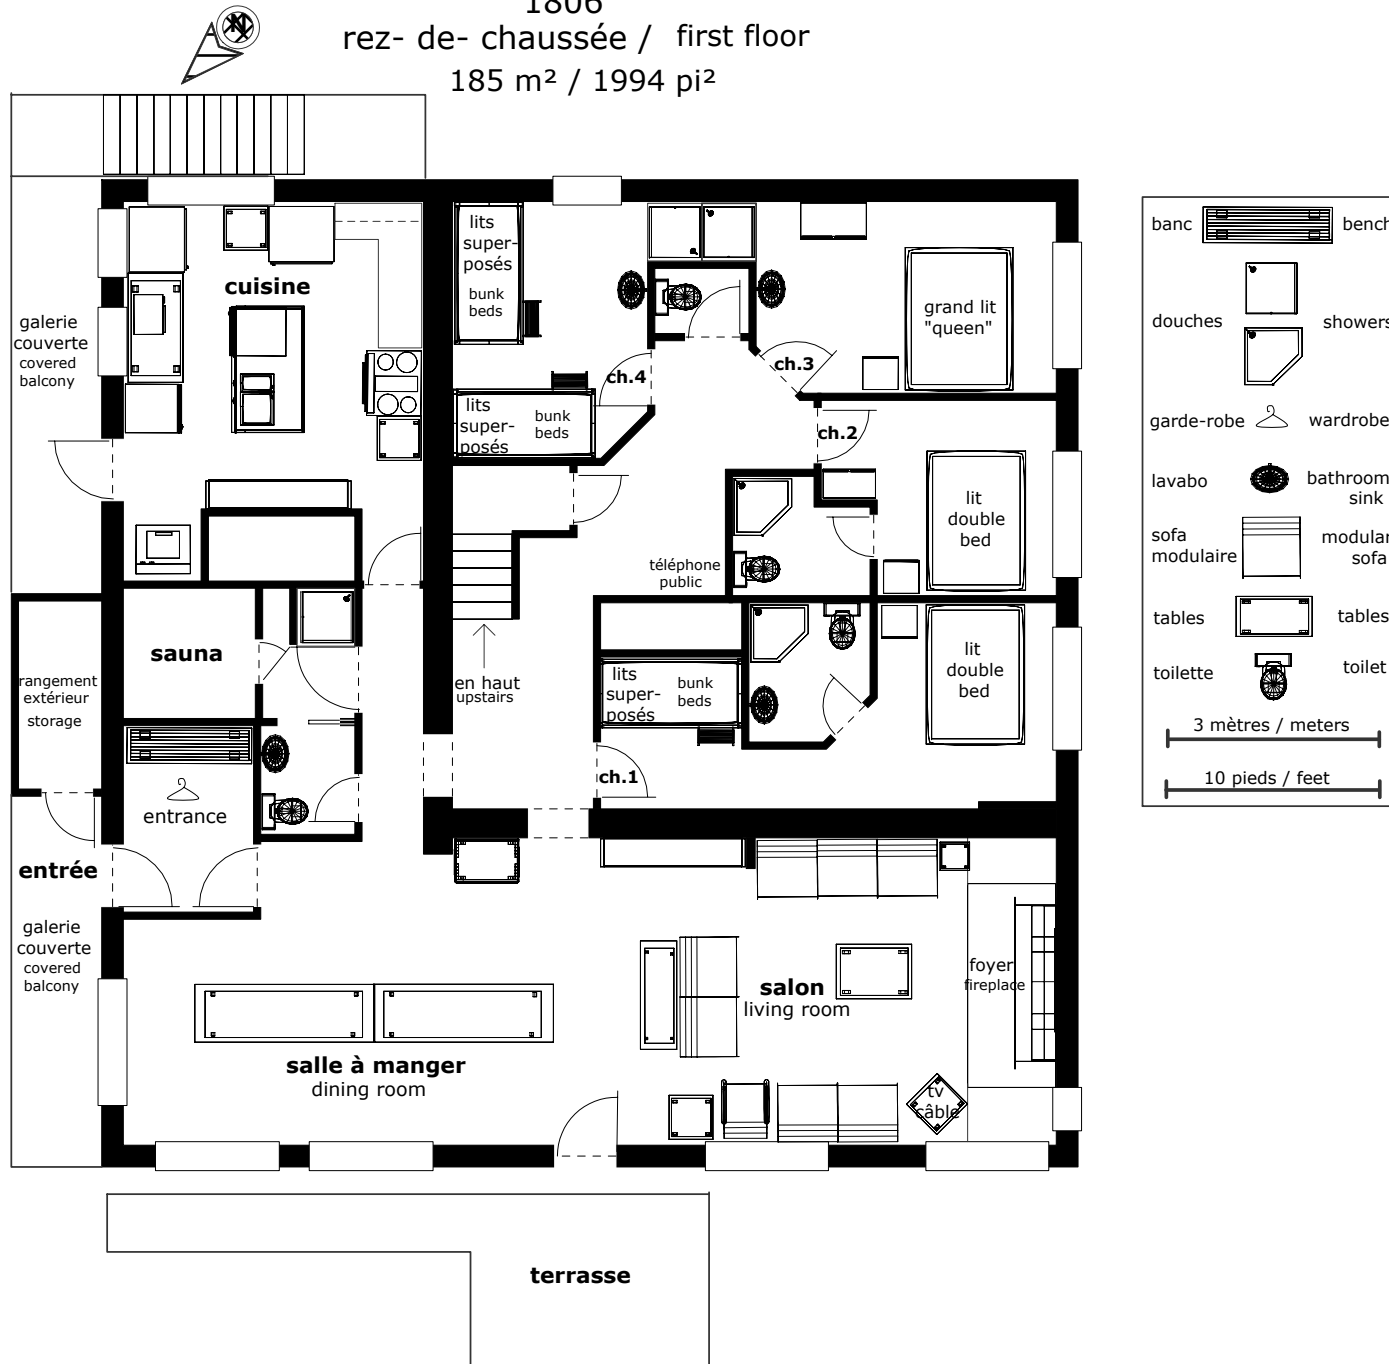 1806
rez- de- chaussée / first floor
185 m² / 1994 pi²
N
lits
super-
posés
bunk
beds
cuisine
grand lit
"queen"
galerie
couverte
covered
balcony
ch.3
ch.4
lits
super-
posés
bunk
beds
ch.2
lit
double
bed
téléphone
public
sauna
lit
double
bed
rangement
extérieur
storage
en haut
upstairs
lits
super-
posés
bunk
beds
ch.1
entrance
entrée
galerie
couverte
covered
balcony
foyer
fireplace
salon
living room
salle à manger
dining room
tv
câble
terrasse
banc bench
douches showers
garde-robe wardrobe
lavabo bathroom
sink
sofa
modulaire
modular
sofa
tables tables
toilette toilet
3 mètres / meters
10 pieds / feet